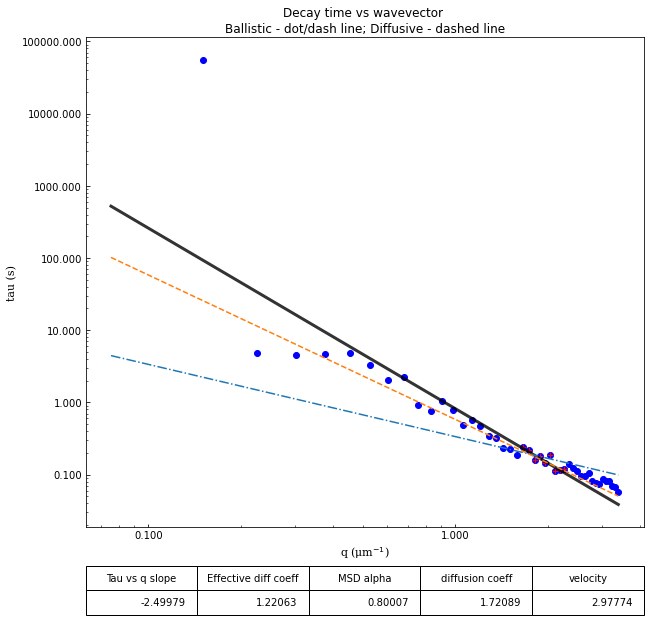 Decay time vs wavevector
Ballistic - dot/dash line; Diffusive - dashed line
100000.000
10000.000
1000.000
100.000
10.000
1.000
0.100
tau (s)
0.100 1.000
q (μm⁻¹)
Tau vs q slope Effective diff coeff MSD alpha diffusion coeff velocity
-2.49979 1.22063 0.80007 1.72089 2.97774